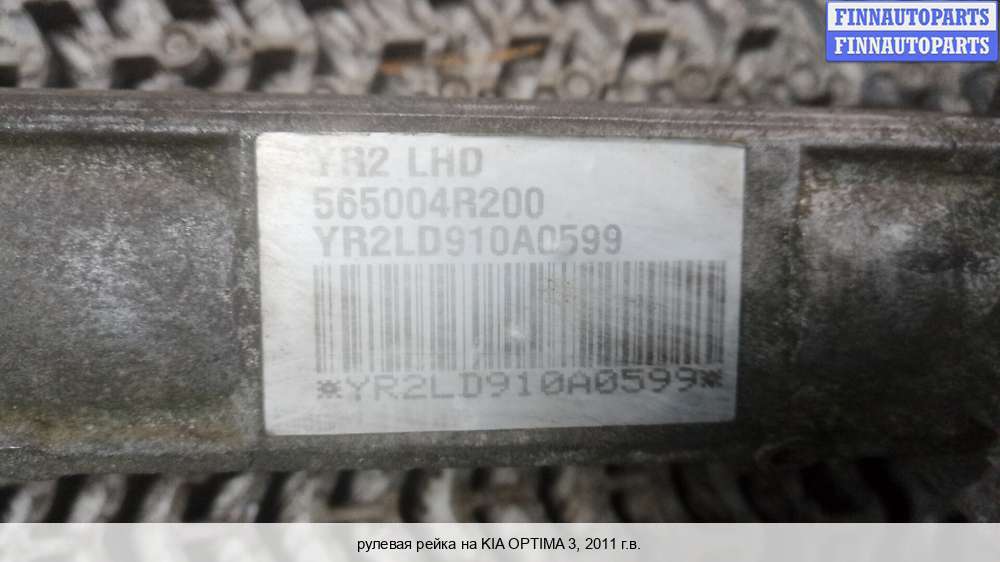 FINNAUTOPARTS
FINNAUTOPARTS
YR2 LHD
565004R200
YR2LD910A0599
*YR2LD910A0599*
рулевая рейка на KIA OPTIMA 3, 2011 г.в.